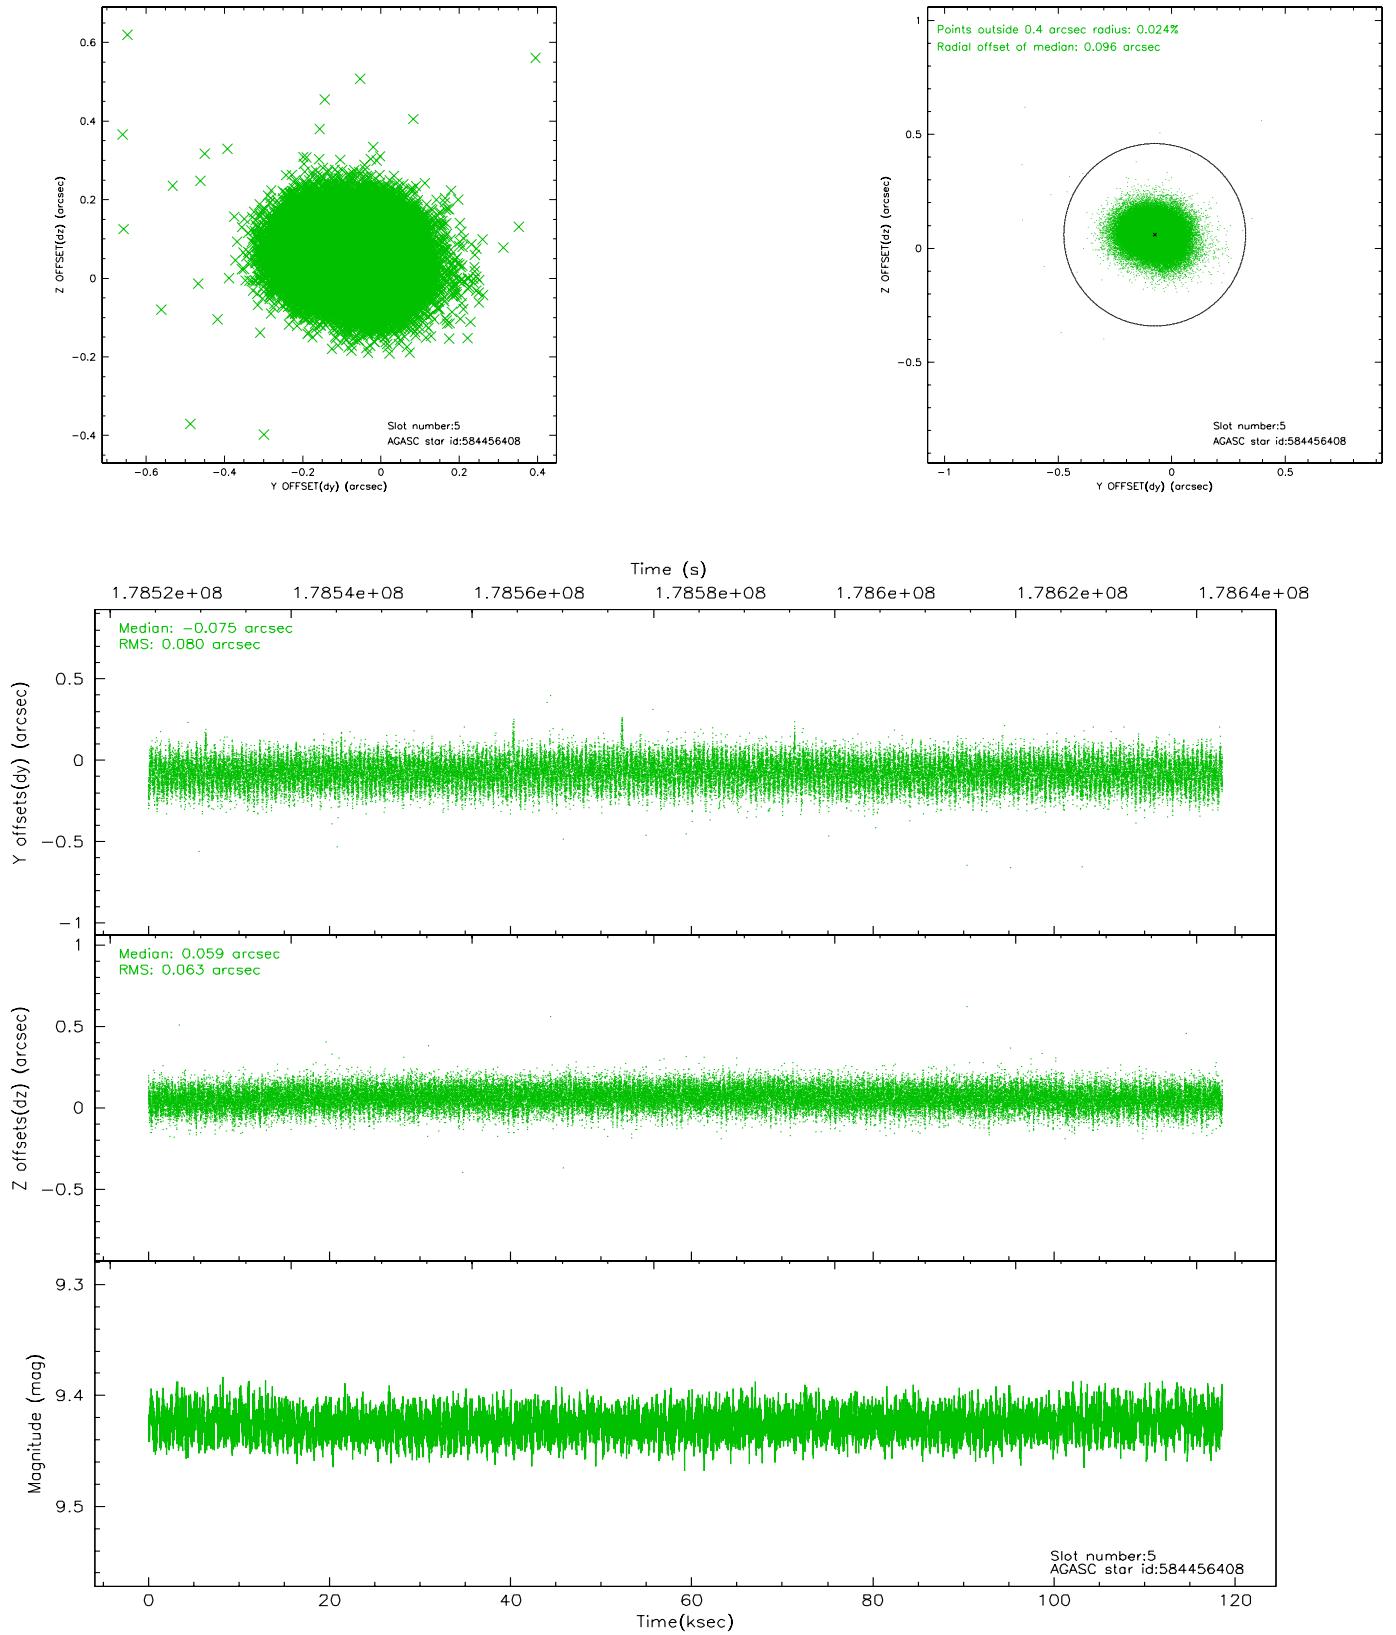 0.6
0.4
0.2
0
−0.2
−0.4
Z OFFSET(dz) (arcsec)
Slot number:5
AGASC star id:584456408
−0.6 −0.4 −0.2 0 0.2 0.4
Y OFFSET(dy) (arcsec)
Points outside 0.4 arcsec radius: 0.024%
Radial offset of median: 0.096 arcsec
1
0.5
0
−0.5
Z OFFSET(dz) (arcsec)
Slot number:5
AGASC star id:584456408
−1 −0.5 0 0.5
Y OFFSET(dy) (arcsec)
Time (s)
1.7852e+08 1.7854e+08 1.7856e+08 1.7858e+08 1.786e+08 1.7862e+08 1.7864e+08
Median: −0.075 arcsec
RMS: 0.080 arcsec
0.5
0
−0.5
−1
Y offsets(dy) (arcsec)
Median: 0.059 arcsec
RMS: 0.063 arcsec
1
0.5
0
−0.5
Z offsets(dz) (arcsec)
9.3
9.4
9.5
Magnitude (mag)
Slot number:5
AGASC star id:584456408
0 20 40 60 80 100 120
Time(ksec)